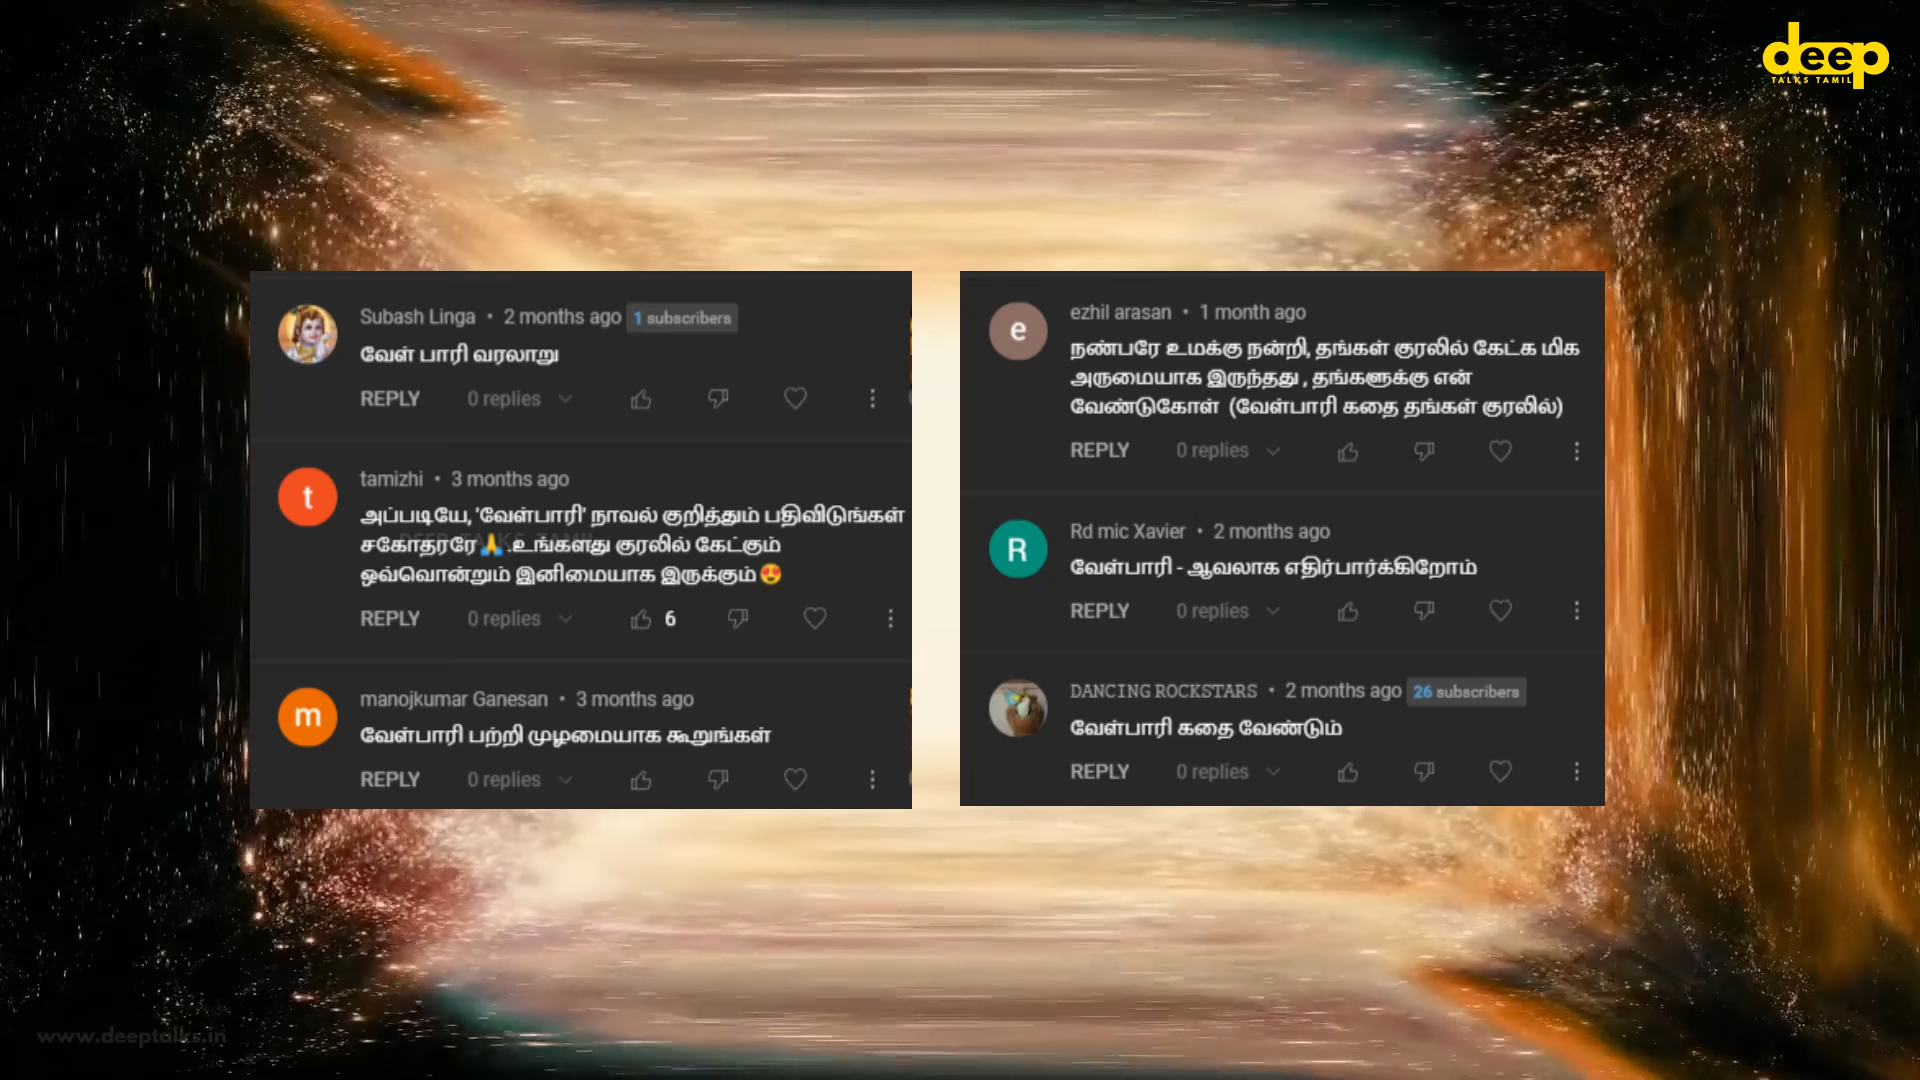 deep
TALKS TAMIL
Subash Linga • 2 months ago 1 subscribers
வேள் பாரி வரலாறு
REPLY 0 replies
t
tamizhi • 3 months ago
அப்படியே, 'வேள்பாரி' நாவல் குறித்தும் பதிவிடுங்கள்
சகோதரரே🙏.உங்களது குரலில் கேட்கும்
ஒவ்வொன்றும் இனிமையாக இருக்கும்😍
REPLY 0 replies 6
m
manojkumar Ganesan • 3 months ago
வேள்பாரி பற்றி முழமையாக கூறுங்கள்
REPLY 0 replies
e
ezhil arasan • 1 month ago
நண்பரே உமக்கு நன்றி, தங்கள் குரலில் கேட்க மிக
அருமையாக இருந்தது , தங்களுக்கு என்
வேண்டுகோள் (வேள்பாரி கதை தங்கள் குரலில்)
REPLY 0 replies
R
Rd mic Xavier • 2 months ago
வேள்பாரி - ஆவலாக எதிர்பார்க்கிறோம்
REPLY 0 replies
DANCING ROCKSTARS • 2 months ago 26 subscribers
வேள்பாரி கதை வேண்டும்
REPLY 0 replies
www.deeptalks.in